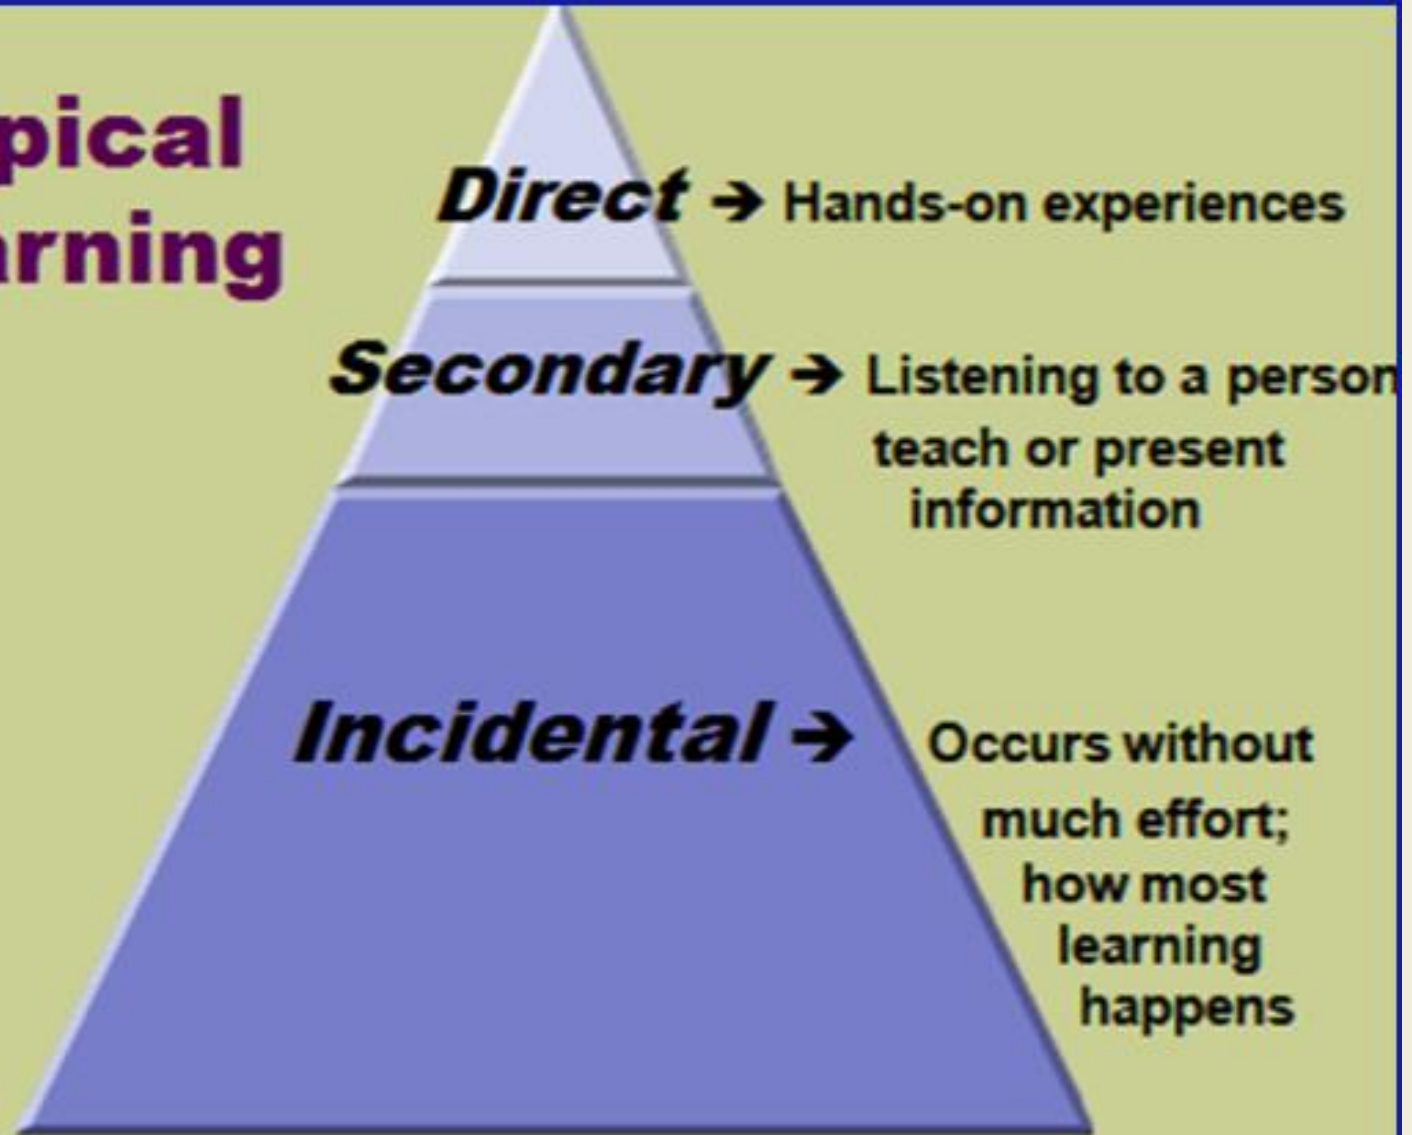 pical
arning
Direct → Hands-on experiences
Secondary → Listening to a person
teach or present
information
Incidental → Occurs without
much effort;
how most
learning
happens